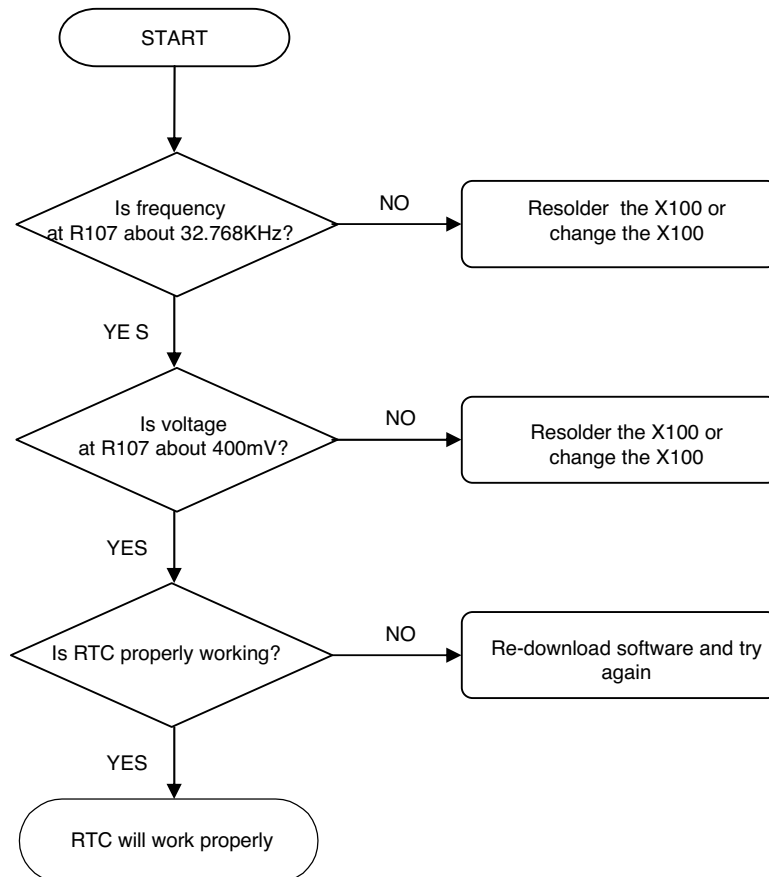 START
Is frequency
at R107 about 32.768KHz?
NO
Resolder the X100 or
change the X100
YE S
Is voltage
at R107 about 400mV?
NO
Resolder the X100 or
change the X100
YES
Is RTC properly working?
NO
Re-download software and try
again
YES
RTC will work properly